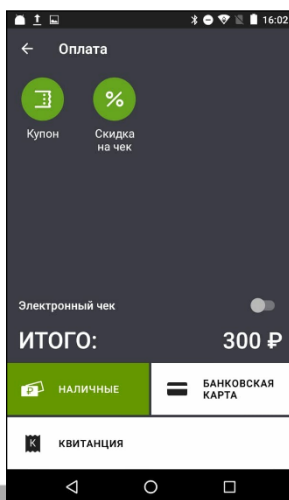 16:02
Оплата
Купон
Скидка
на чек
Электронный чек
ИТОГО: 300 ₽
НАЛИЧНЫЕ
БАНКОВСКАЯ
КАРТА
К КВИТАНЦИЯ